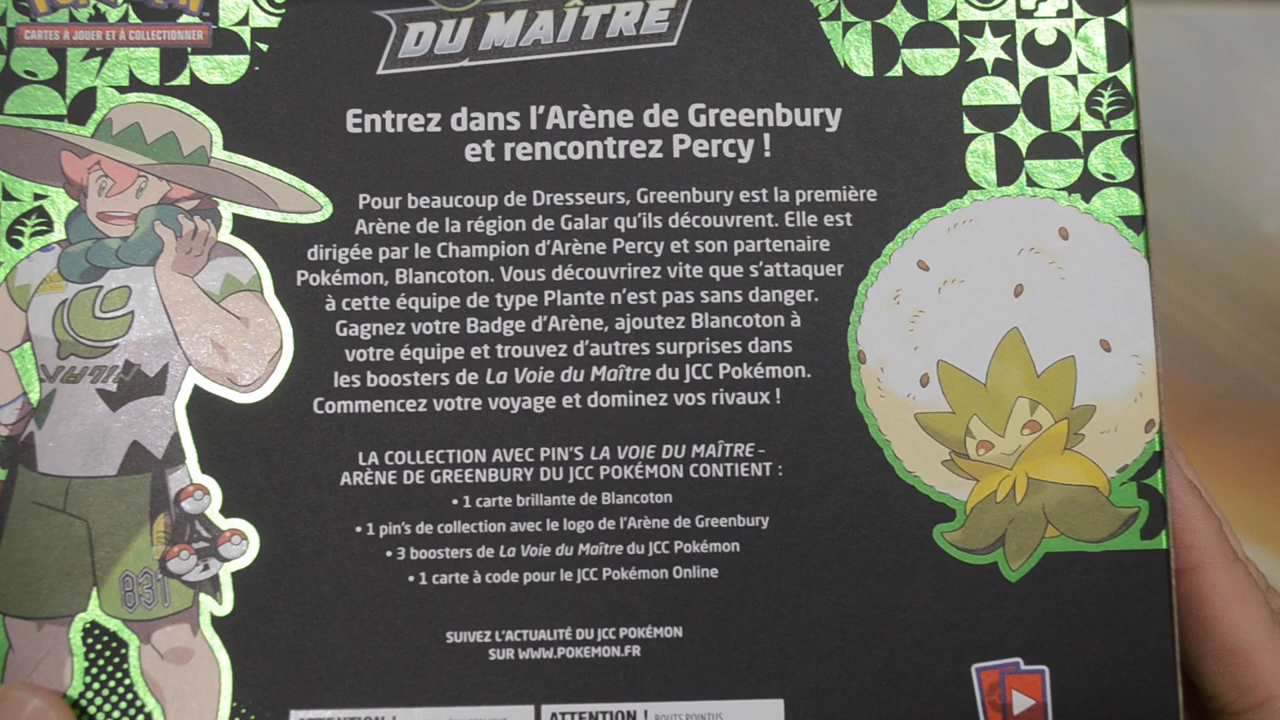 CARTES À JOUER ET À COLLECTIONNER
DU MAÎTRE
Entrez dans l'Arène de Greenbury
et rencontrez Percy !
Pour beaucoup de Dresseurs, Greenbury est la première
Arène de la région de Galar qu'ils découvrent. Elle est
dirigée par le Champion d'Arène Percy et son partenaire
Pokémon, Blancoton. Vous découvrirez vite que s'attaquer
à cette équipe de type Plante n'est pas sans danger.
Gagnez votre Badge d'Arène, ajoutez Blancoton à
votre équipe et trouvez d'autres surprises dans
les boosters de La Voie du Maître du JCC Pokémon.
Commencez votre voyage et dominez vos rivaux !
LA COLLECTION AVEC PIN'S LA VOIE DU MAÎTRE –
ARÈNE DE GREENBURY DU JCC POKÉMON CONTIENT :
• 1 carte brillante de Blancoton
• 1 pin's de collection avec le logo de l'Arène de Greenbury
• 3 boosters de La Voie du Maître du JCC Pokémon
• 1 carte à code pour le JCC Pokémon Online
831
SUIVEZ L'ACTUALITÉ DU JCC POKÉMON
SUR WWW.POKEMON.FR
ATTENTION !
ATTENTION ! BOUTS POINTUS